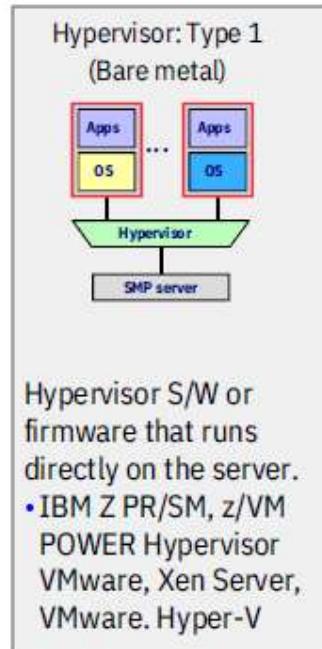 Hypervisor: Type 1
(Bare metal)
Apps
Apps
...
OS
OS
Hypervisor
SMP server
Hypervisor S/W or
firmware that runs
directly on the server.
• IBM Z PR/SM, z/VM
POWER Hypervisor
VMware, Xen Server,
VMware. Hyper-V